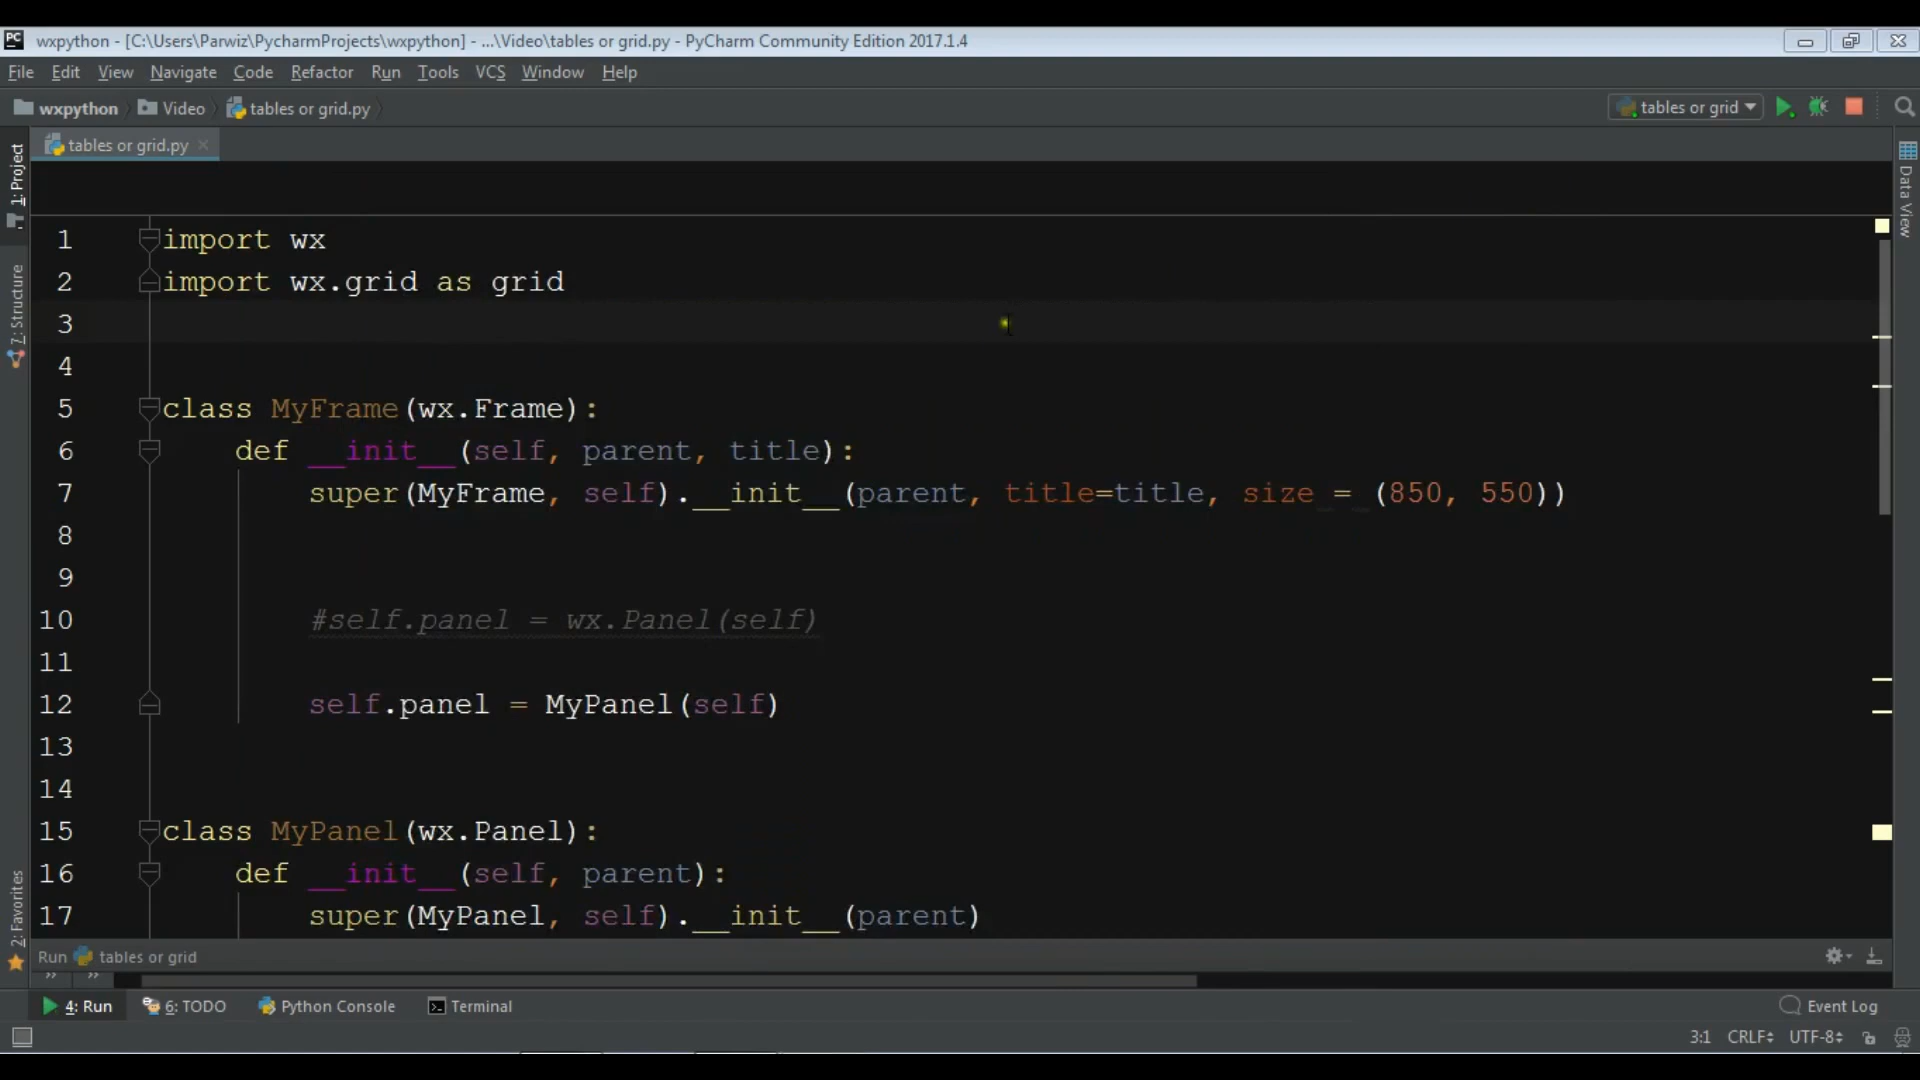 wxpython - [C:\Users\Parwiz\PycharmProjects\wxpython] - ...\Video\tables or grid.py - PyCharm Community Edition 2017.1.4
File Edit View Navigate Code Refactor Run Tools VCS Window Help
wxpython Video tables or grid.py tables or grid
tables or grid.py
1: Project
7: Structure
2: Favorites
Data View
1 import wx
2 import wx.grid as grid
3
4
5 class MyFrame(wx.Frame):
6 def __init__(self, parent, title):
7 super(MyFrame, self).__init__(parent, title=title, size = (850, 550))
8
9
10 #self.panel = wx.Panel(self)
11
12 self.panel = MyPanel(self)
13
14
15 class MyPanel(wx.Panel):
16 def __init__(self, parent):
17 super(MyPanel, self).__init__(parent)
Run tables or grid
» »
4: Run 6: TODO Python Console Terminal Event Log
3:1 CRLF UTF-8